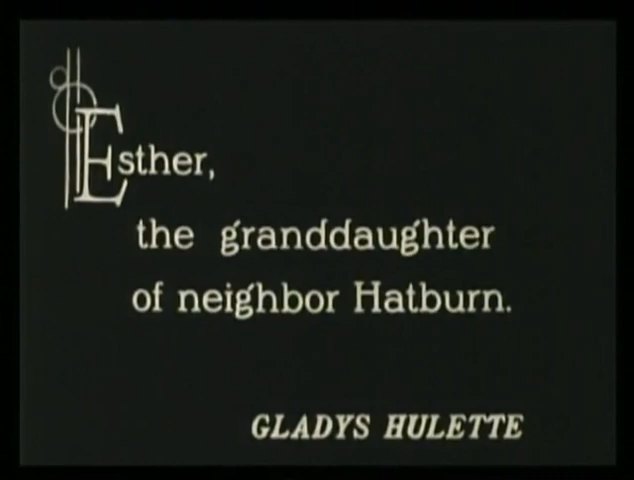 Esther,
the granddaughter
of neighbor Hatburn.
GLADYS HULETTE